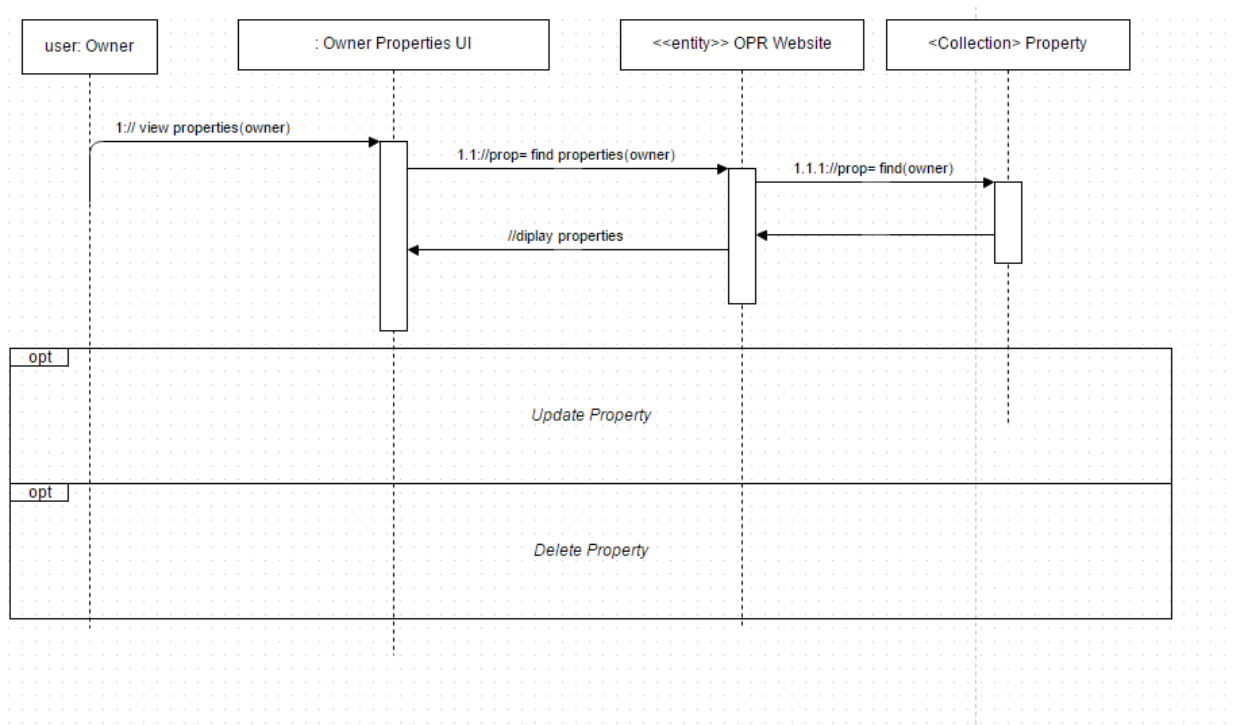 user: Owner
: Owner Properties UI
<<entity>> OPR Website
<Collection> Property
1:// view properties(owner)
1.1://prop= find properties(owner)
1.1.1://prop= find(owner)
//diplay properties
opt
Update Property
opt
Delete Property